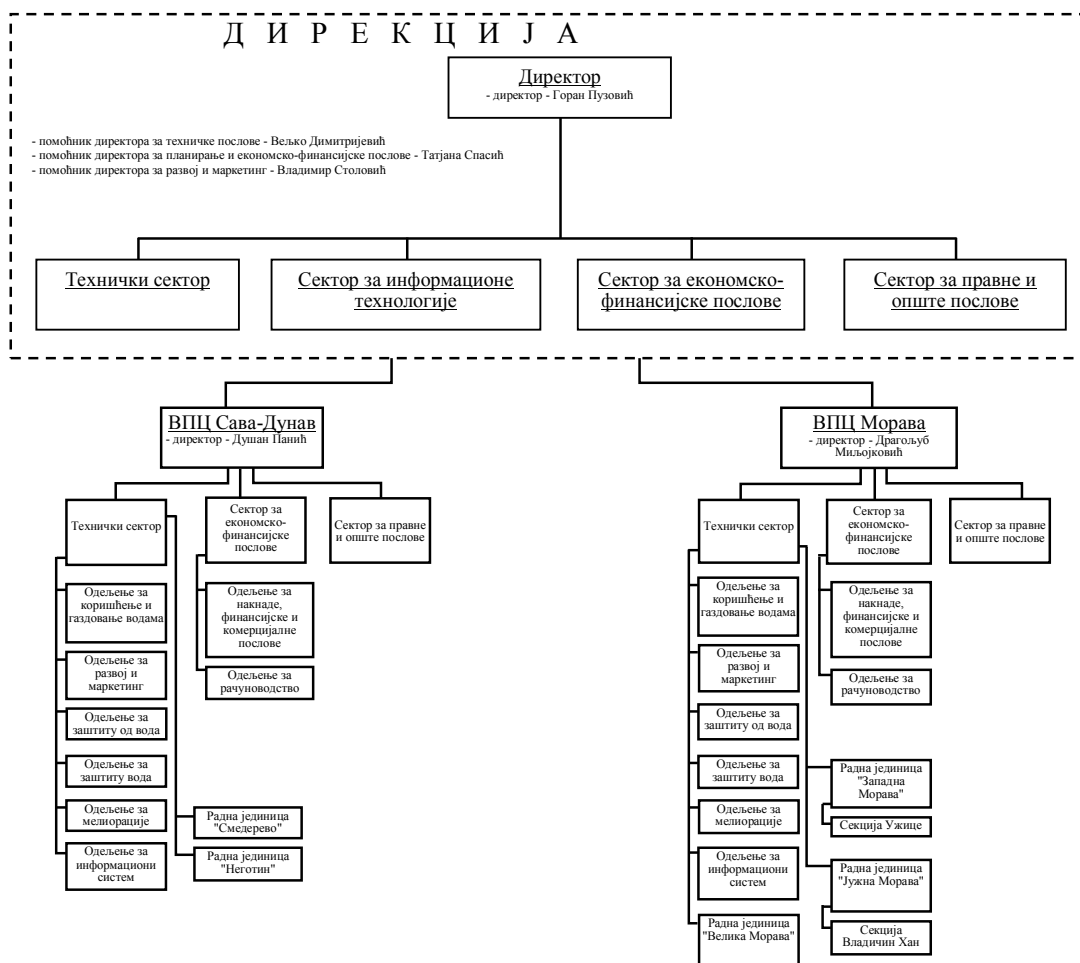 Д И Р Е К Ц И Ј А
Директор
- директор - Горан Пузовић
- помоћник директора за техничке послове - Вељко Димитријевић
- помоћник директора за планирање и економско-финансијске послове - Татјана Спасић
- помоћник директора за развој и маркетинг - Владимир Столовић
Технички сектор
Сектор за информационе
технологије
Сектор за економско-
финансијске послове
Сектор за правне и
опште послове
ВПЦ Сава-Дунав
- директор - Душан Панић
Технички сектор
Сектор за
економско-
финансијске
послове
Сектор за правне
и опште послове
Одељење за
коришћење и
газдовање водама
Одељење за
развој и
маркетинг
Одељење за
заштиту од вода
Одељење за
заштиту вода
Одељење за
мелиорације
Одељење за
информациони
систем
Одељење за
накнаде,
финансијске и
комерцијалне
послове
Одељење за
рачуноводство
Радна јединица
"Смедерево"
Радна јединица
"Неготин"
ВПЦ Морава
- директор - Драгољуб
Миљојковић
Технички сектор
Сектор за
економско-
финансијске
послове
Сектор за правне
и опште послове
Одељење за
коришћење и
газдовање водама
Одељење за
развој и
маркетинг
Одељење за
заштиту од вода
Одељење за
заштиту вода
Одељење за
мелиорације
Одељење за
информациони
систем
Радна јединица
"Велика Морава"
Одељење за
накнаде,
финансијске и
комерцијалне
послове
Одељење за
рачуноводство
Радна јединица
"Западна
Морава"
Секција Ужице
Радна јединица
"Јужна Морава"
Секција
Владичин Хан